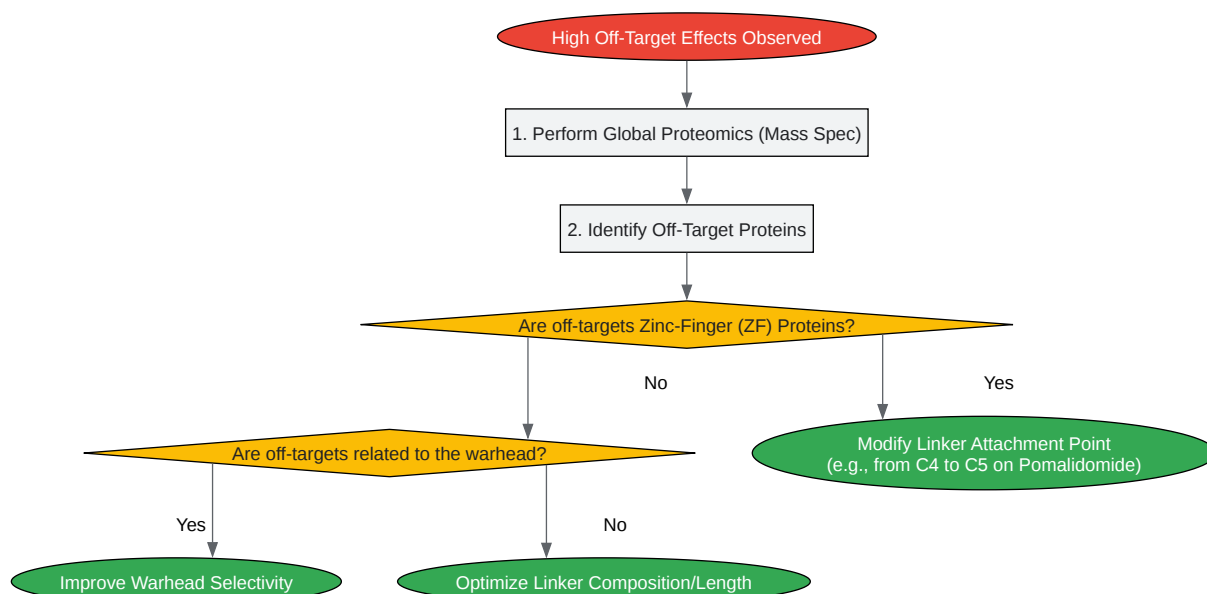 High Off-Target Effects Observed
1. Perform Global Proteomics (Mass Spec)
2. Identify Off-Target Proteins
Are off-targets Zinc-Finger (ZF) Proteins?
No
Yes
Modify Linker Attachment Point
(e.g., from C4 to C5 on Pomalidomide)
Are off-targets related to the warhead?
Yes
No
Improve Warhead Selectivity
Optimize Linker Composition/Length